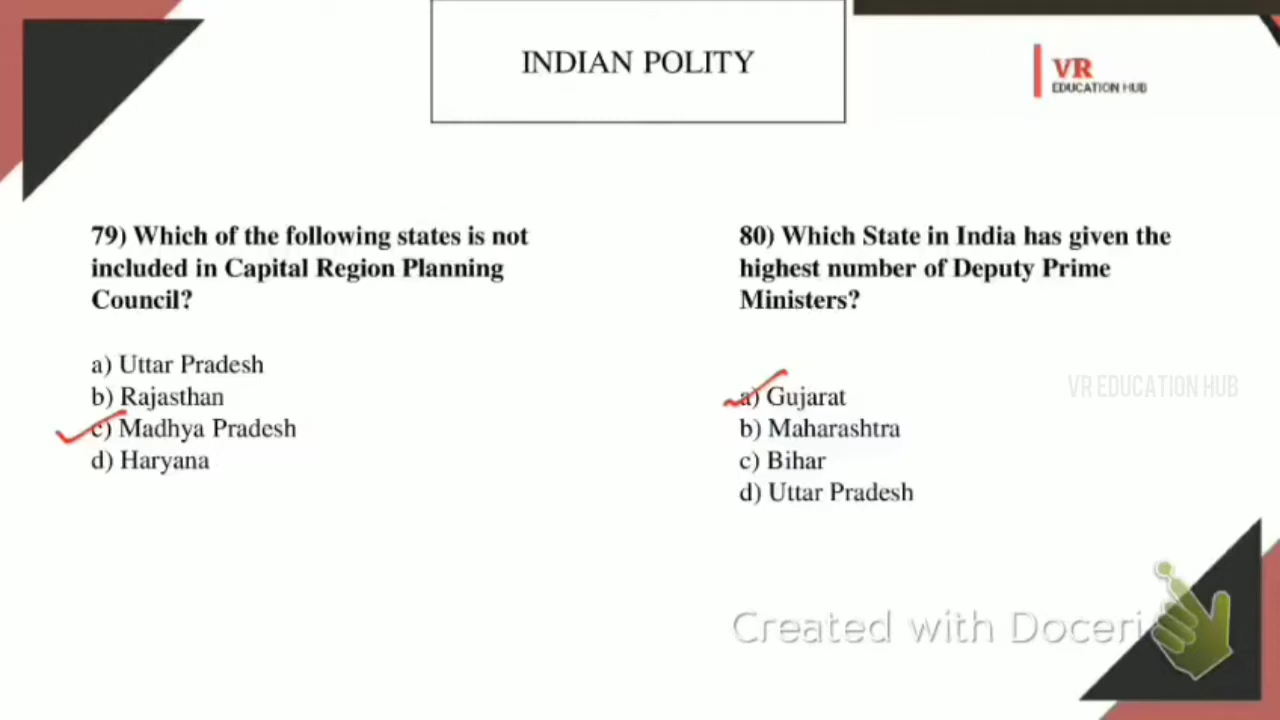 INDIAN POLITY
VR
EDUCATION HUB
79) Which of the following states is not
included in Capital Region Planning
Council?
a) Uttar Pradesh
b) Rajasthan
c) Madhya Pradesh
d) Haryana
80) Which State in India has given the
highest number of Deputy Prime
Ministers?
a) Gujarat
b) Maharashtra
c) Bihar
d) Uttar Pradesh
VR EDUCATION HUB
Created with Doceri